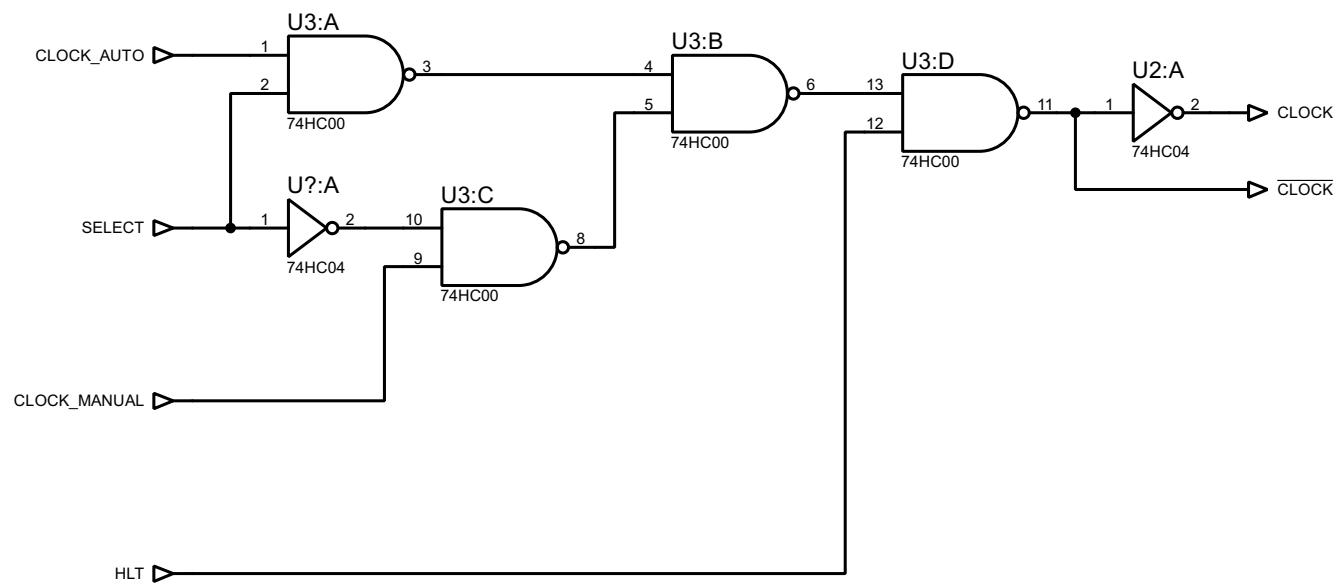 U3:A
CLOCK_AUTO
1
2
3
74HC00
U3:B
4
5
6
74HC00
U3:D
13
12
11
74HC00
U2:A
1
2
74HC04
CLOCK
CLOCK
SELECT
U?:A
1
2
74HC04
U3:C
10
9
8
74HC00
CLOCK_MANUAL
HLT